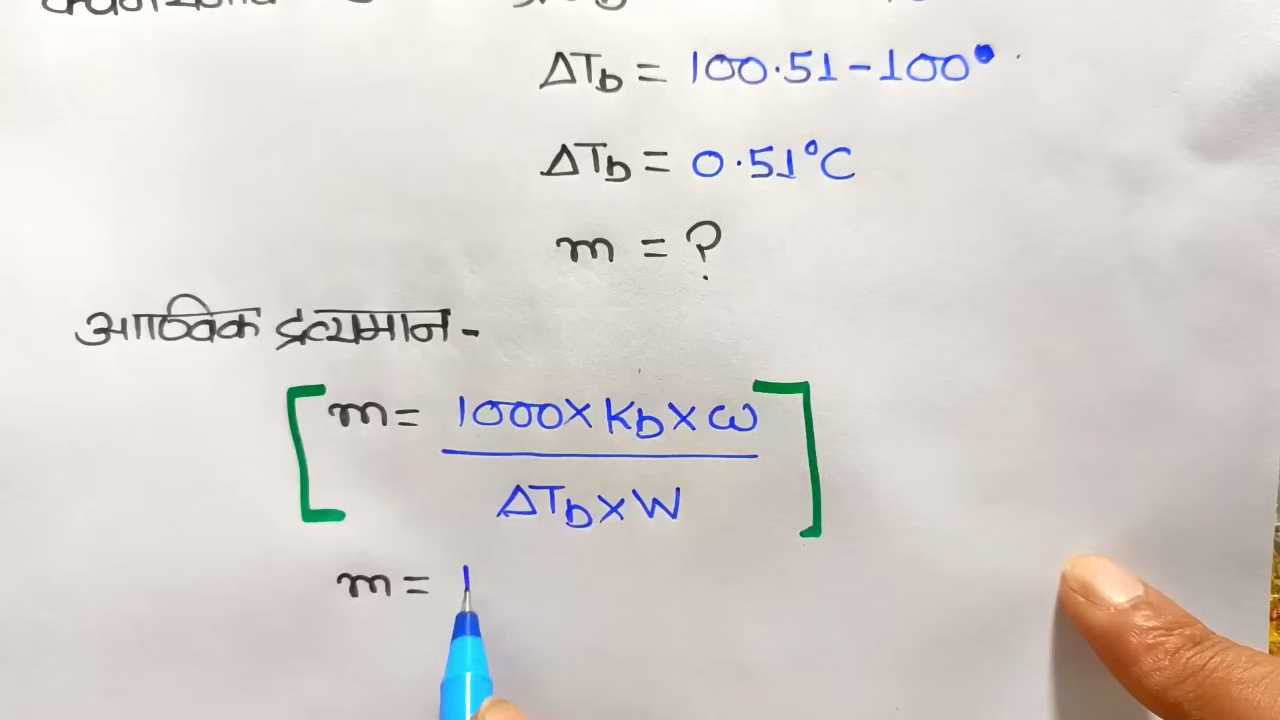 ΔTb = 100.51-100°
ΔTb = 0.51°C
m = ?
आण्विक द्रव्यमान -
m = 1000×Kb×w
ΔTb×W
m = 1